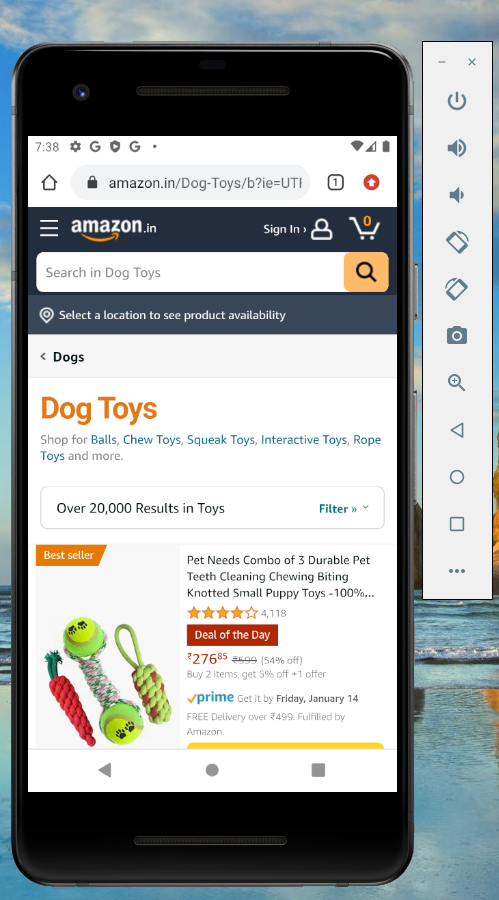 7:38
1
amazon.in/Dog-Toys/b?ie=UTF
amazon.in
Sign In ›
0
Search in Dog Toys
Select a location to see product availability
‹ Dogs
Dog Toys
Shop for Balls, Chew Toys, Squeak Toys, Interactive Toys, Rope
Toys and more.
Over 20,000 Results in Toys
Filter »
Best seller
Pet Needs Combo of 3 Durable Pet
Teeth Cleaning Chewing Biting
Knotted Small Puppy Toys -100%...
4,118
Deal of the Day
₹276⁸⁵ ₹599 (54% off)
Buy 2 items, get 5% off +1 offer
prime Get it by Friday, January 14
FREE Delivery over ₹499. Fulfilled by
Amazon.